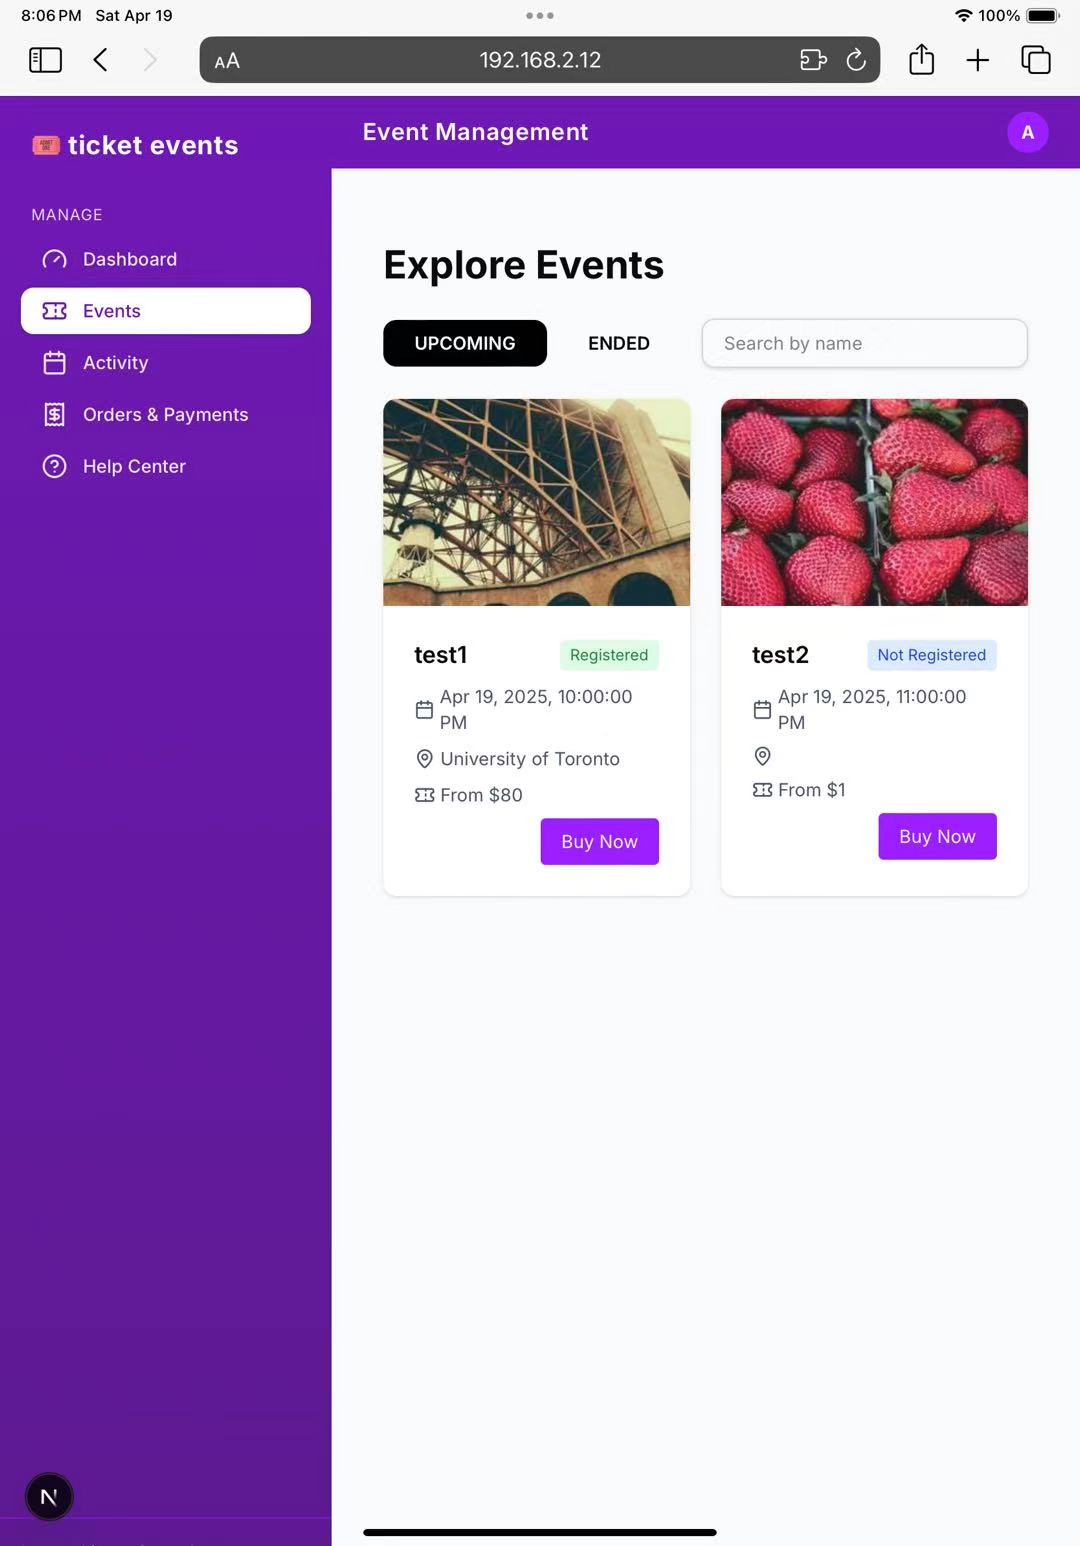 8:06 PM Sat Apr 19
100%
AA
192.168.2.12
ticket events
Event Management
A
MANAGE
Dashboard
Events
Activity
Orders & Payments
Help Center
Explore Events
UPCOMING
ENDED
Search by name
test1
Registered
Apr 19, 2025, 10:00:00
PM
University of Toronto
From $80
Buy Now
test2
Not Registered
Apr 19, 2025, 11:00:00
PM
From $1
Buy Now
N